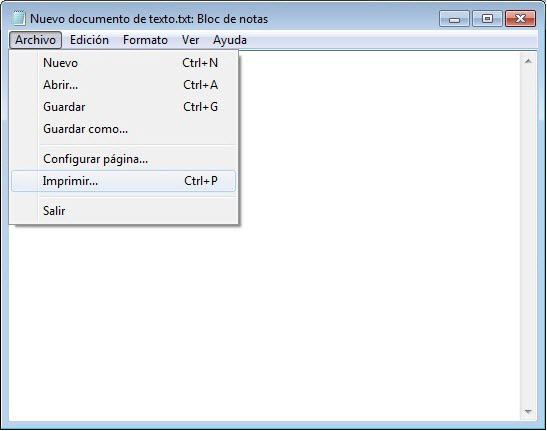 Nuevo documento de texto.txt: Bloc de notas
Archivo Edición Formato Ver Ayuda
Nuevo Ctrl+N
Abrir... Ctrl+A
Guardar Ctrl+G
Guardar como...
Configurar página...
Imprimir... Ctrl+P
Salir